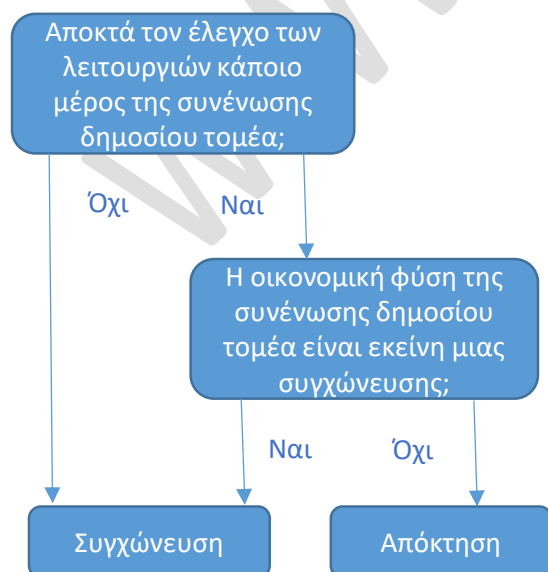 Αποκτά τον έλεγχο των
λειτουργιών κάποιο
μέρος της συνένωσης
δημοσίου τομέα;
Όχι
Ναι
Η οικονομική φύση της
συνένωσης δημοσίου
τομέα είναι εκείνη μιας
συγχώνευσης;
Ναι
Όχι
Συγχώνευση
Απόκτηση